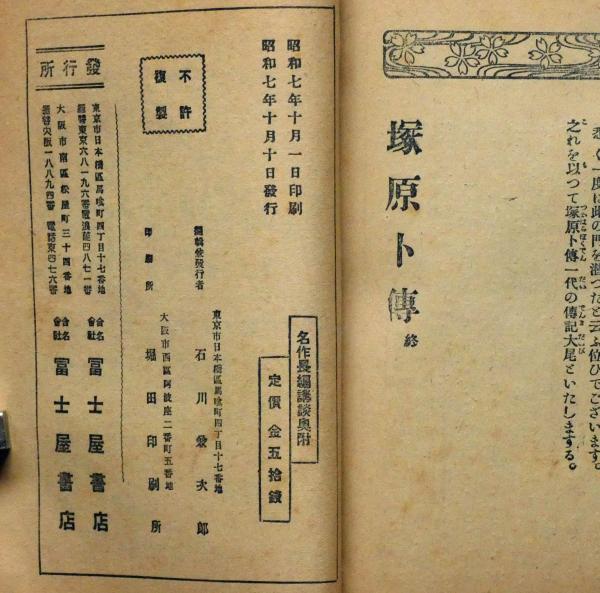 悉く一度は此の門を潜つたと云ふ位ひでございます。
之れを以つて塚原卜傳一代の傳記大尾といたしまする。
塚原卜傳 終
名作長編講談奥附
定價金五拾錢
昭和七年十月一日印刷
昭和七年十月十日發行
不許
複製
東京市日本橋區馬喰町四丁目十七番地
編輯兼發行者 石川愛次郎
大阪市西區阿波座二番町五番地
印刷所 堀田印刷所
發行所
東京市日本橋區馬喰町四丁目十七番地
振替東京六八一九六番電浪花四八七一番
合名會社 冨士屋書店
大阪市南區松屋町三十四番地
振替大阪一八八九四番 電話東四七六番
合名會社 冨士屋書店